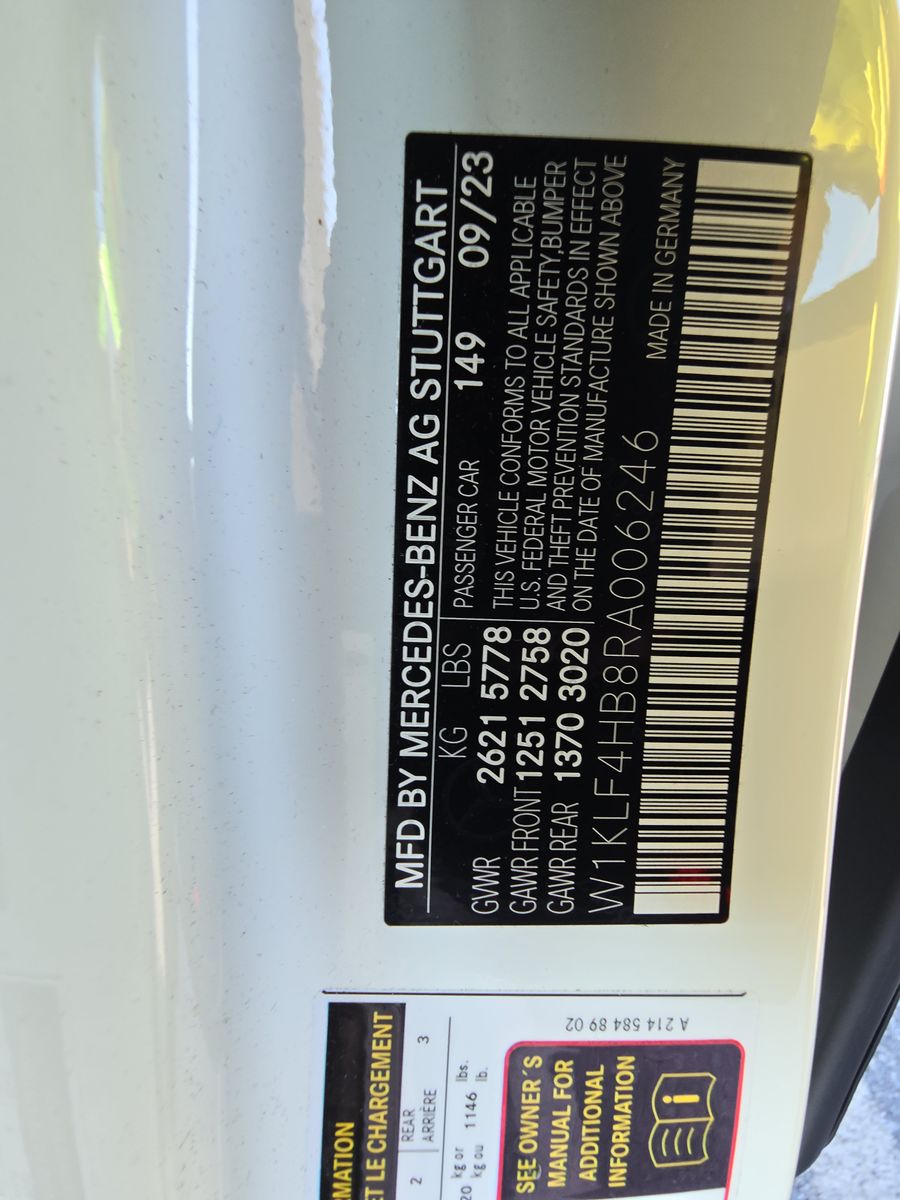 MFD BY MERCEDES-BENZ AG STUTTGART
KG LBS
PASSENGER CAR 149 09/23
GVWR 2621 5778
GAWR FRONT 1251 2758
GAWR REAR 1370 3020
THIS VEHICLE CONFORMS TO ALL APPLICABLE
U.S. FEDERAL MOTOR VEHICLE SAFETY,BUMPER
AND THEFT PREVENTION STANDARDS IN EFFECT
ON THE DATE OF MANUFACTURE SHOWN ABOVE
W1KLF4HB8RA006246 MADE IN GERMANY
ET LE CHARGEMENT
2 REAR 3
ARRIÈRE
kg or 1146 lbs.
kg ou lb.
A 214 584 89 02
SEE OWNER'S
MANUAL FOR
ADDITIONAL
INFORMATION